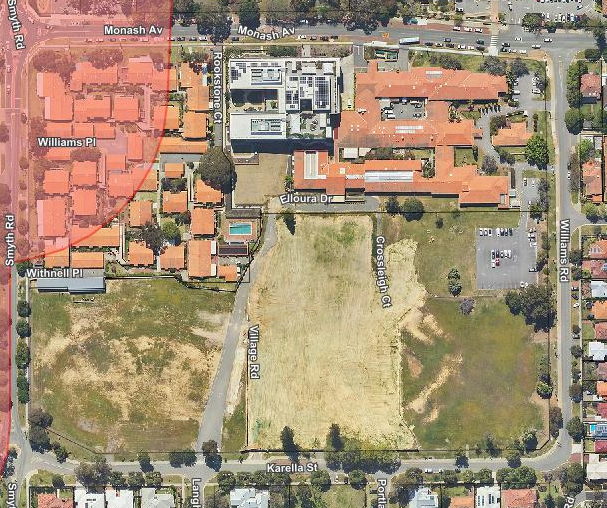 Smyth Rd
Monash Av
Monash Av
Rookstone Ct
Williams Pl
Elloura Dr
Smyth Rd
Crossleigh Ct
Williams Rd
Withnell Pl
Village Rd
Karella St